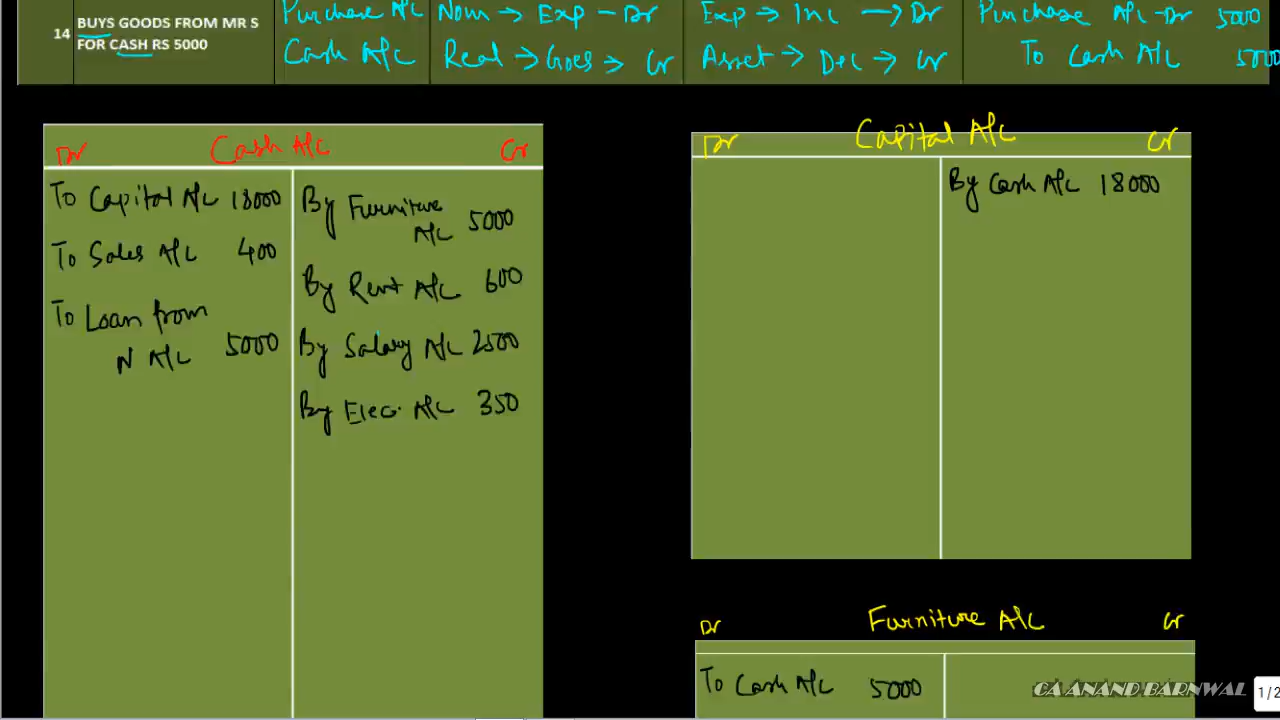 14 BUYS GOODS FROM MR S Purchase A/c Nom → Exp - Dr Exp → Inc → Dr Purchase A/c-Dr 5000
FOR CASH RS 5000 Cash A/c Real → Goes → Cr Asset → Dec → Cr To Cash A/c 5000
Dr Cash A/c Cr
To Capital A/c 18000
To Sales A/c 400
To Loan from
N A/c 5000
By Furniture
A/c 5000
By Rent A/c 600
By Salary A/c 2500
By Elec. A/c 350
Dr Capital A/c Cr
By Cash A/c 18000
Dr Furniture A/c Cr
To Cash A/c 5000
CA ANAND BARNWAL
1/2